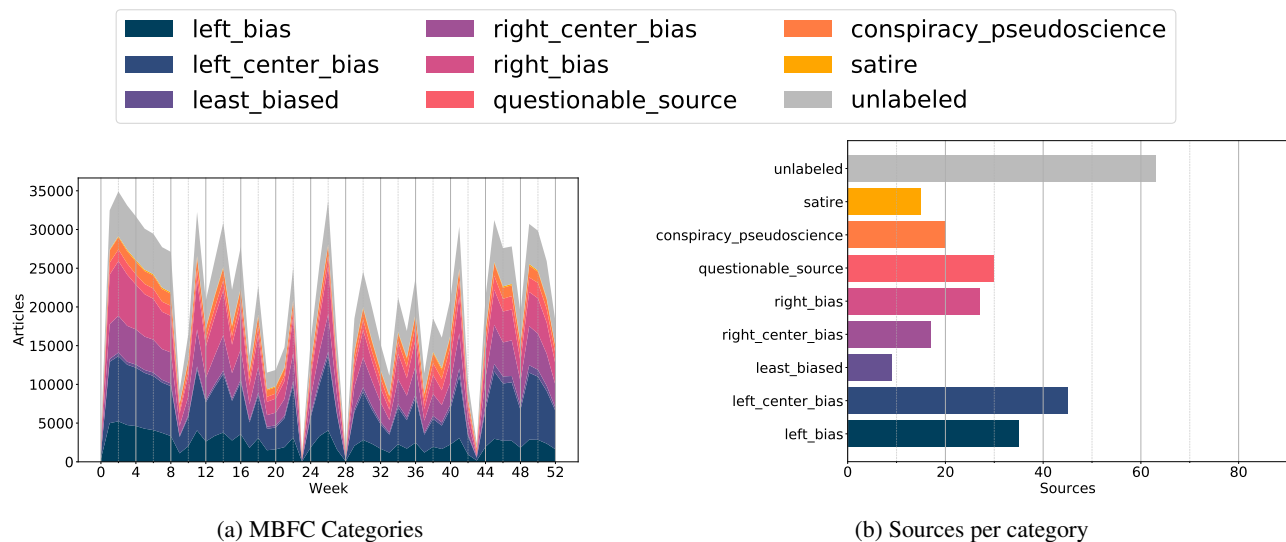 left_bias
left_center_bias
least_biased
right_center_bias
right_bias
questionable_source
conspiracy_pseudoscience
satire
unlabeled
35000
30000
25000
20000
15000
10000
5000
0
Articles
0 4 8 12 16 20 24 28 32 36 40 44 48 52
Week
(a) MBFC Categories
unlabeled
satire
conspiracy_pseudoscience
questionable_source
right_bias
right_center_bias
least_biased
left_center_bias
left_bias
0 20 40 60 80
Sources
(b) Sources per category